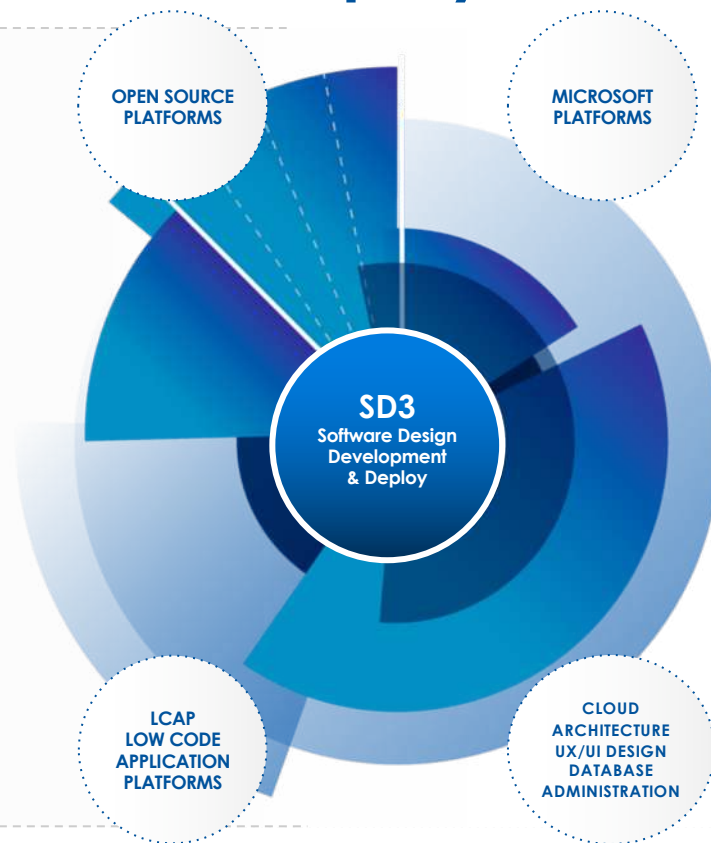 OPEN SOURCE
PLATFORMS
MICROSOFT
PLATFORMS
SD3
Software Design
Development
& Deploy
LCAP
LOW CODE
APPLICATION
PLATFORMS
CLOUD
ARCHITECTURE
UX/UI DESIGN
DATABASE
ADMINISTRATION